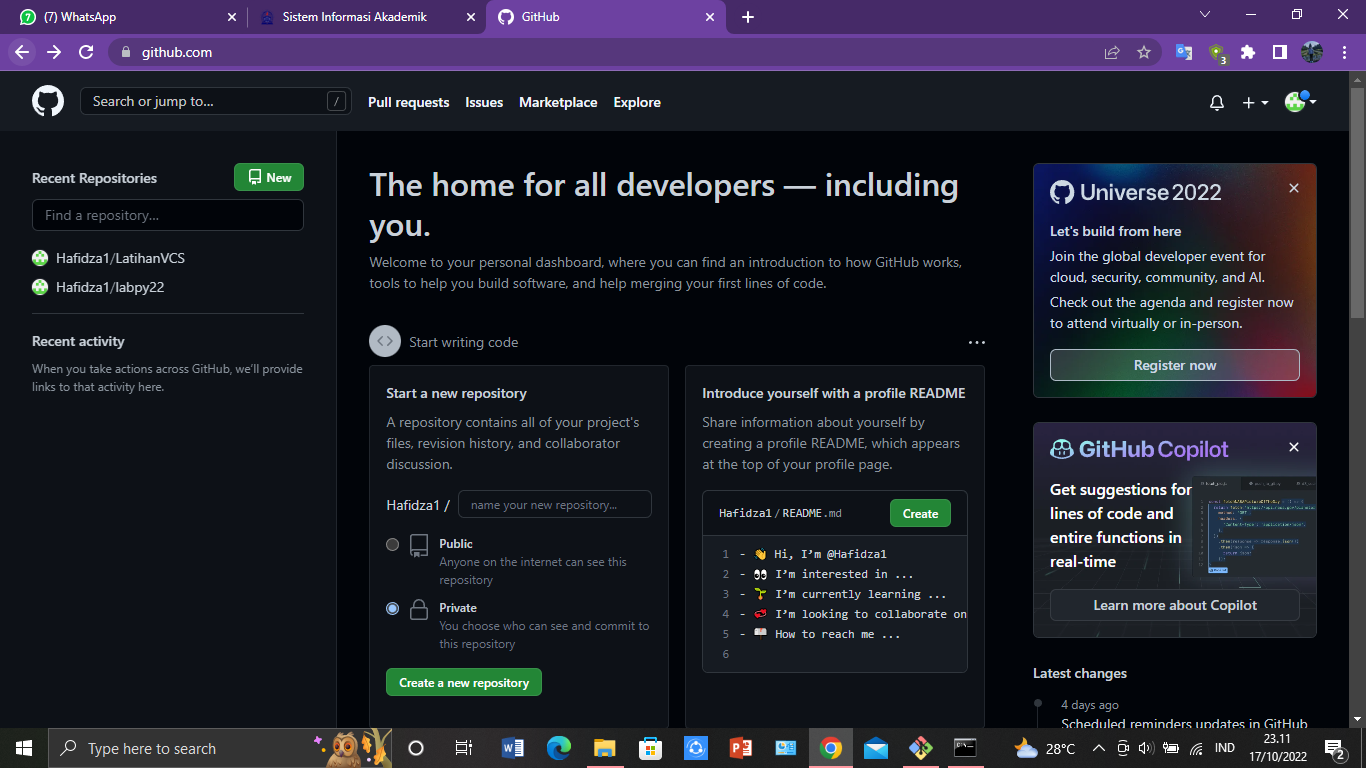 (7) WhatsApp
Sistem Informasi Akademik
GitHub
github.com
3
Search or jump to...
/
Pull requests
Issues
Marketplace
Explore
Recent Repositories
New
Find a repository...
Hafidza1/LatihanVCS
Hafidza1/labpy22
Recent activity
When you take actions across GitHub, we'll provide
links to that activity here.
The home for all developers — including
you.
Welcome to your personal dashboard, where you can find an introduction to how GitHub works,
tools to help you build software, and help merging your first lines of code.
Start writing code
Start a new repository
A repository contains all of your project's
files, revision history, and collaborator
discussion.
Hafidza1 /
name your new repository...
Public
Anyone on the internet can see this
repository
Private
You choose who can see and commit to
this repository
Create a new repository
Introduce yourself with a profile README
Share information about yourself by
creating a profile README, which appears
at the top of your profile page.
Hafidza1 / README.md
Create
1 - 👋 Hi, I'm @Hafidza1
2 - 👀 I'm interested in ...
3 - 🌱 I'm currently learning ...
4 - 💞️ I'm looking to collaborate on
5 - 📫 How to reach me ...
6
Universe 2022
Let's build from here
Join the global developer event for
cloud, security, community, and AI.
Check out the agenda and register now
to attend virtually or in-person.
Register now
GitHub Copilot
Get suggestions for
lines of code and
entire functions in
real-time
Learn more about Copilot
Latest changes
4 days ago
Scheduled reminders updates in GitHub
Type here to search
28°C
IND
23.11
17/10/2022
2